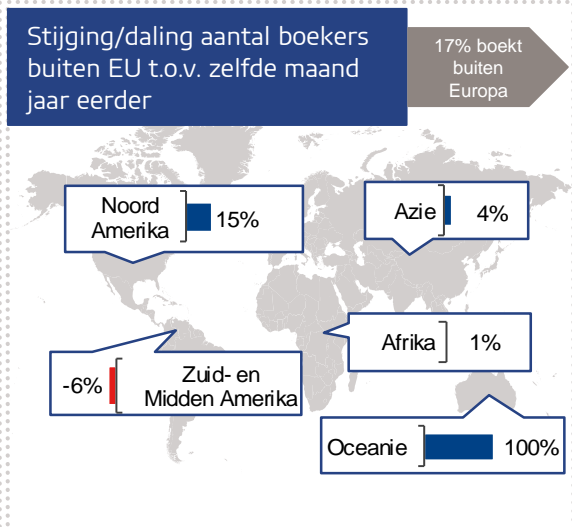 Stijging/daling aantal boekers
buiten EU t.o.v. zelfde maand
jaar eerder
17% boekt
buiten
Europa
Noord
Amerika
15%
Azie
4%
Afrika
1%
-6%
Zuid- en
Midden Amerika
Oceanie
100%